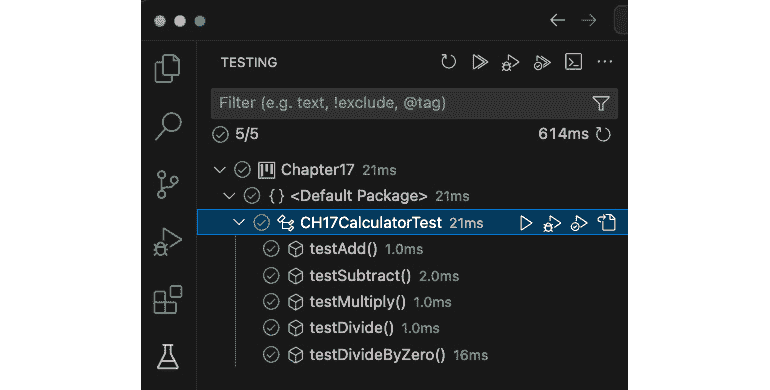 TESTING
Filter (e.g. text, !exclude, @tag)
5/5 614ms
Chapter17 21ms
{} <Default Package> 21ms
CH17CalculatorTest 21ms
testAdd() 1.0ms
testSubtract() 2.0ms
testMultiply() 1.0ms
testDivide() 1.0ms
testDivideByZero() 16ms